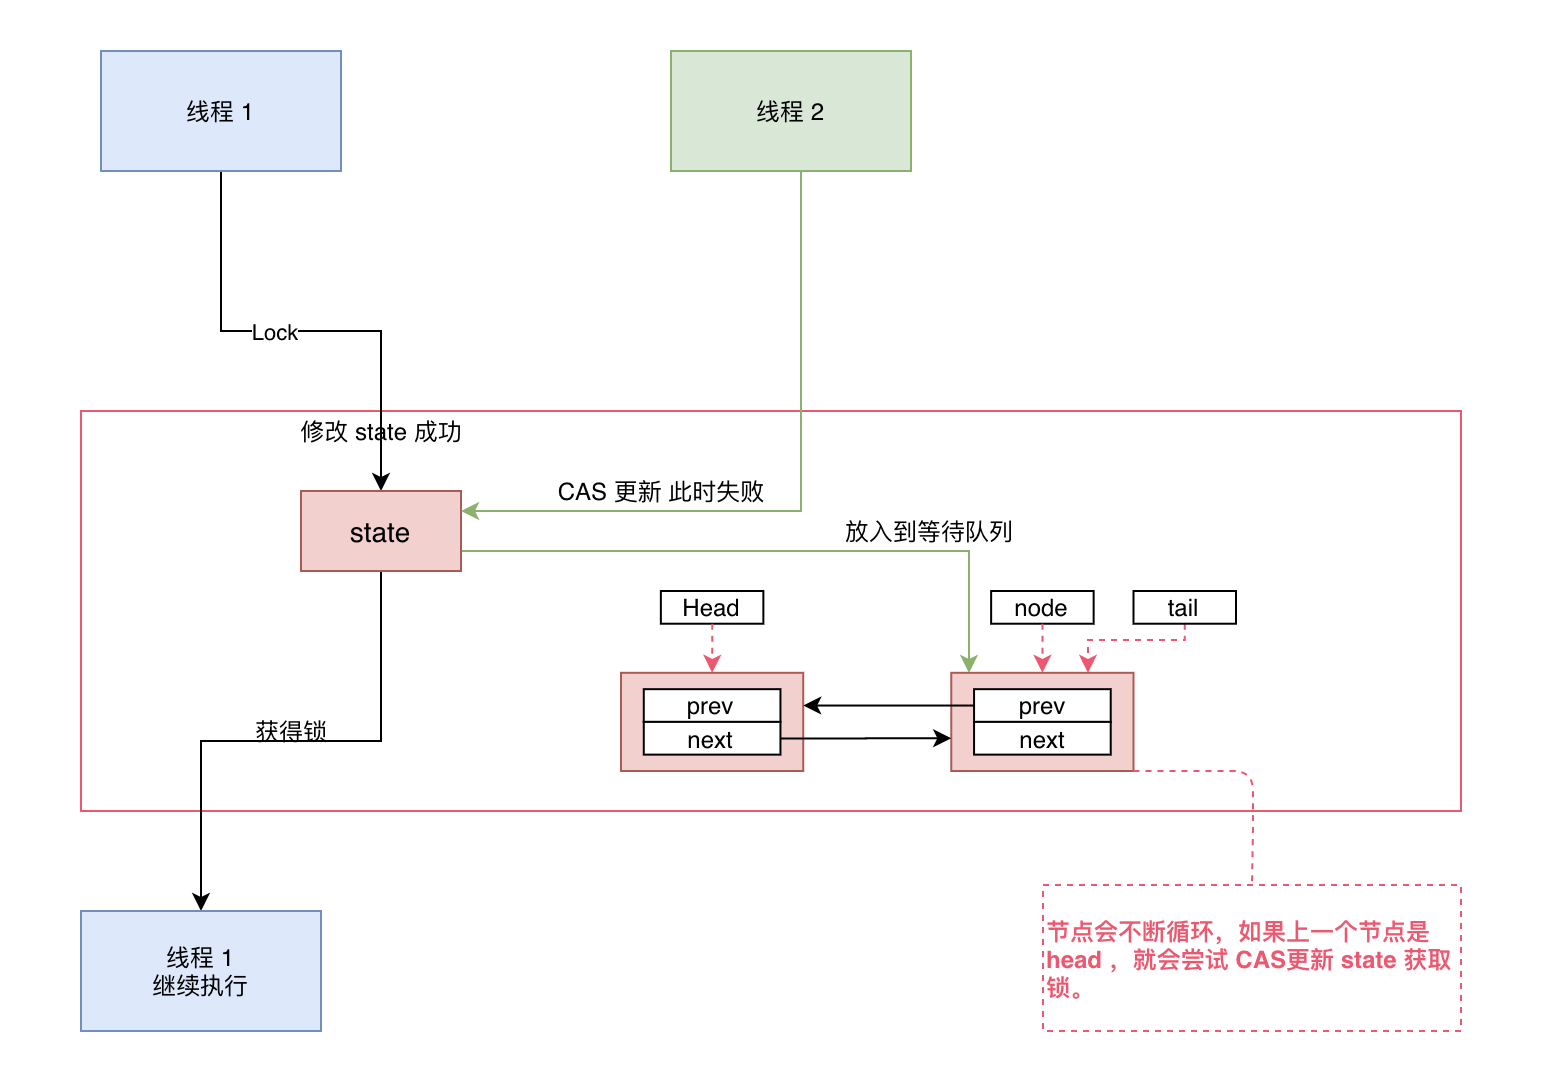 线程 1
线程 2
Lock
修改 state 成功
CAS 更新 此时失败
state
放入到等待队列
Head
node
tail
prev
next
prev
next
获得锁
线程 1
继续执行
节点会不断循环，如果上一个节点是
head ，就会尝试 CAS更新 state 获取
锁。